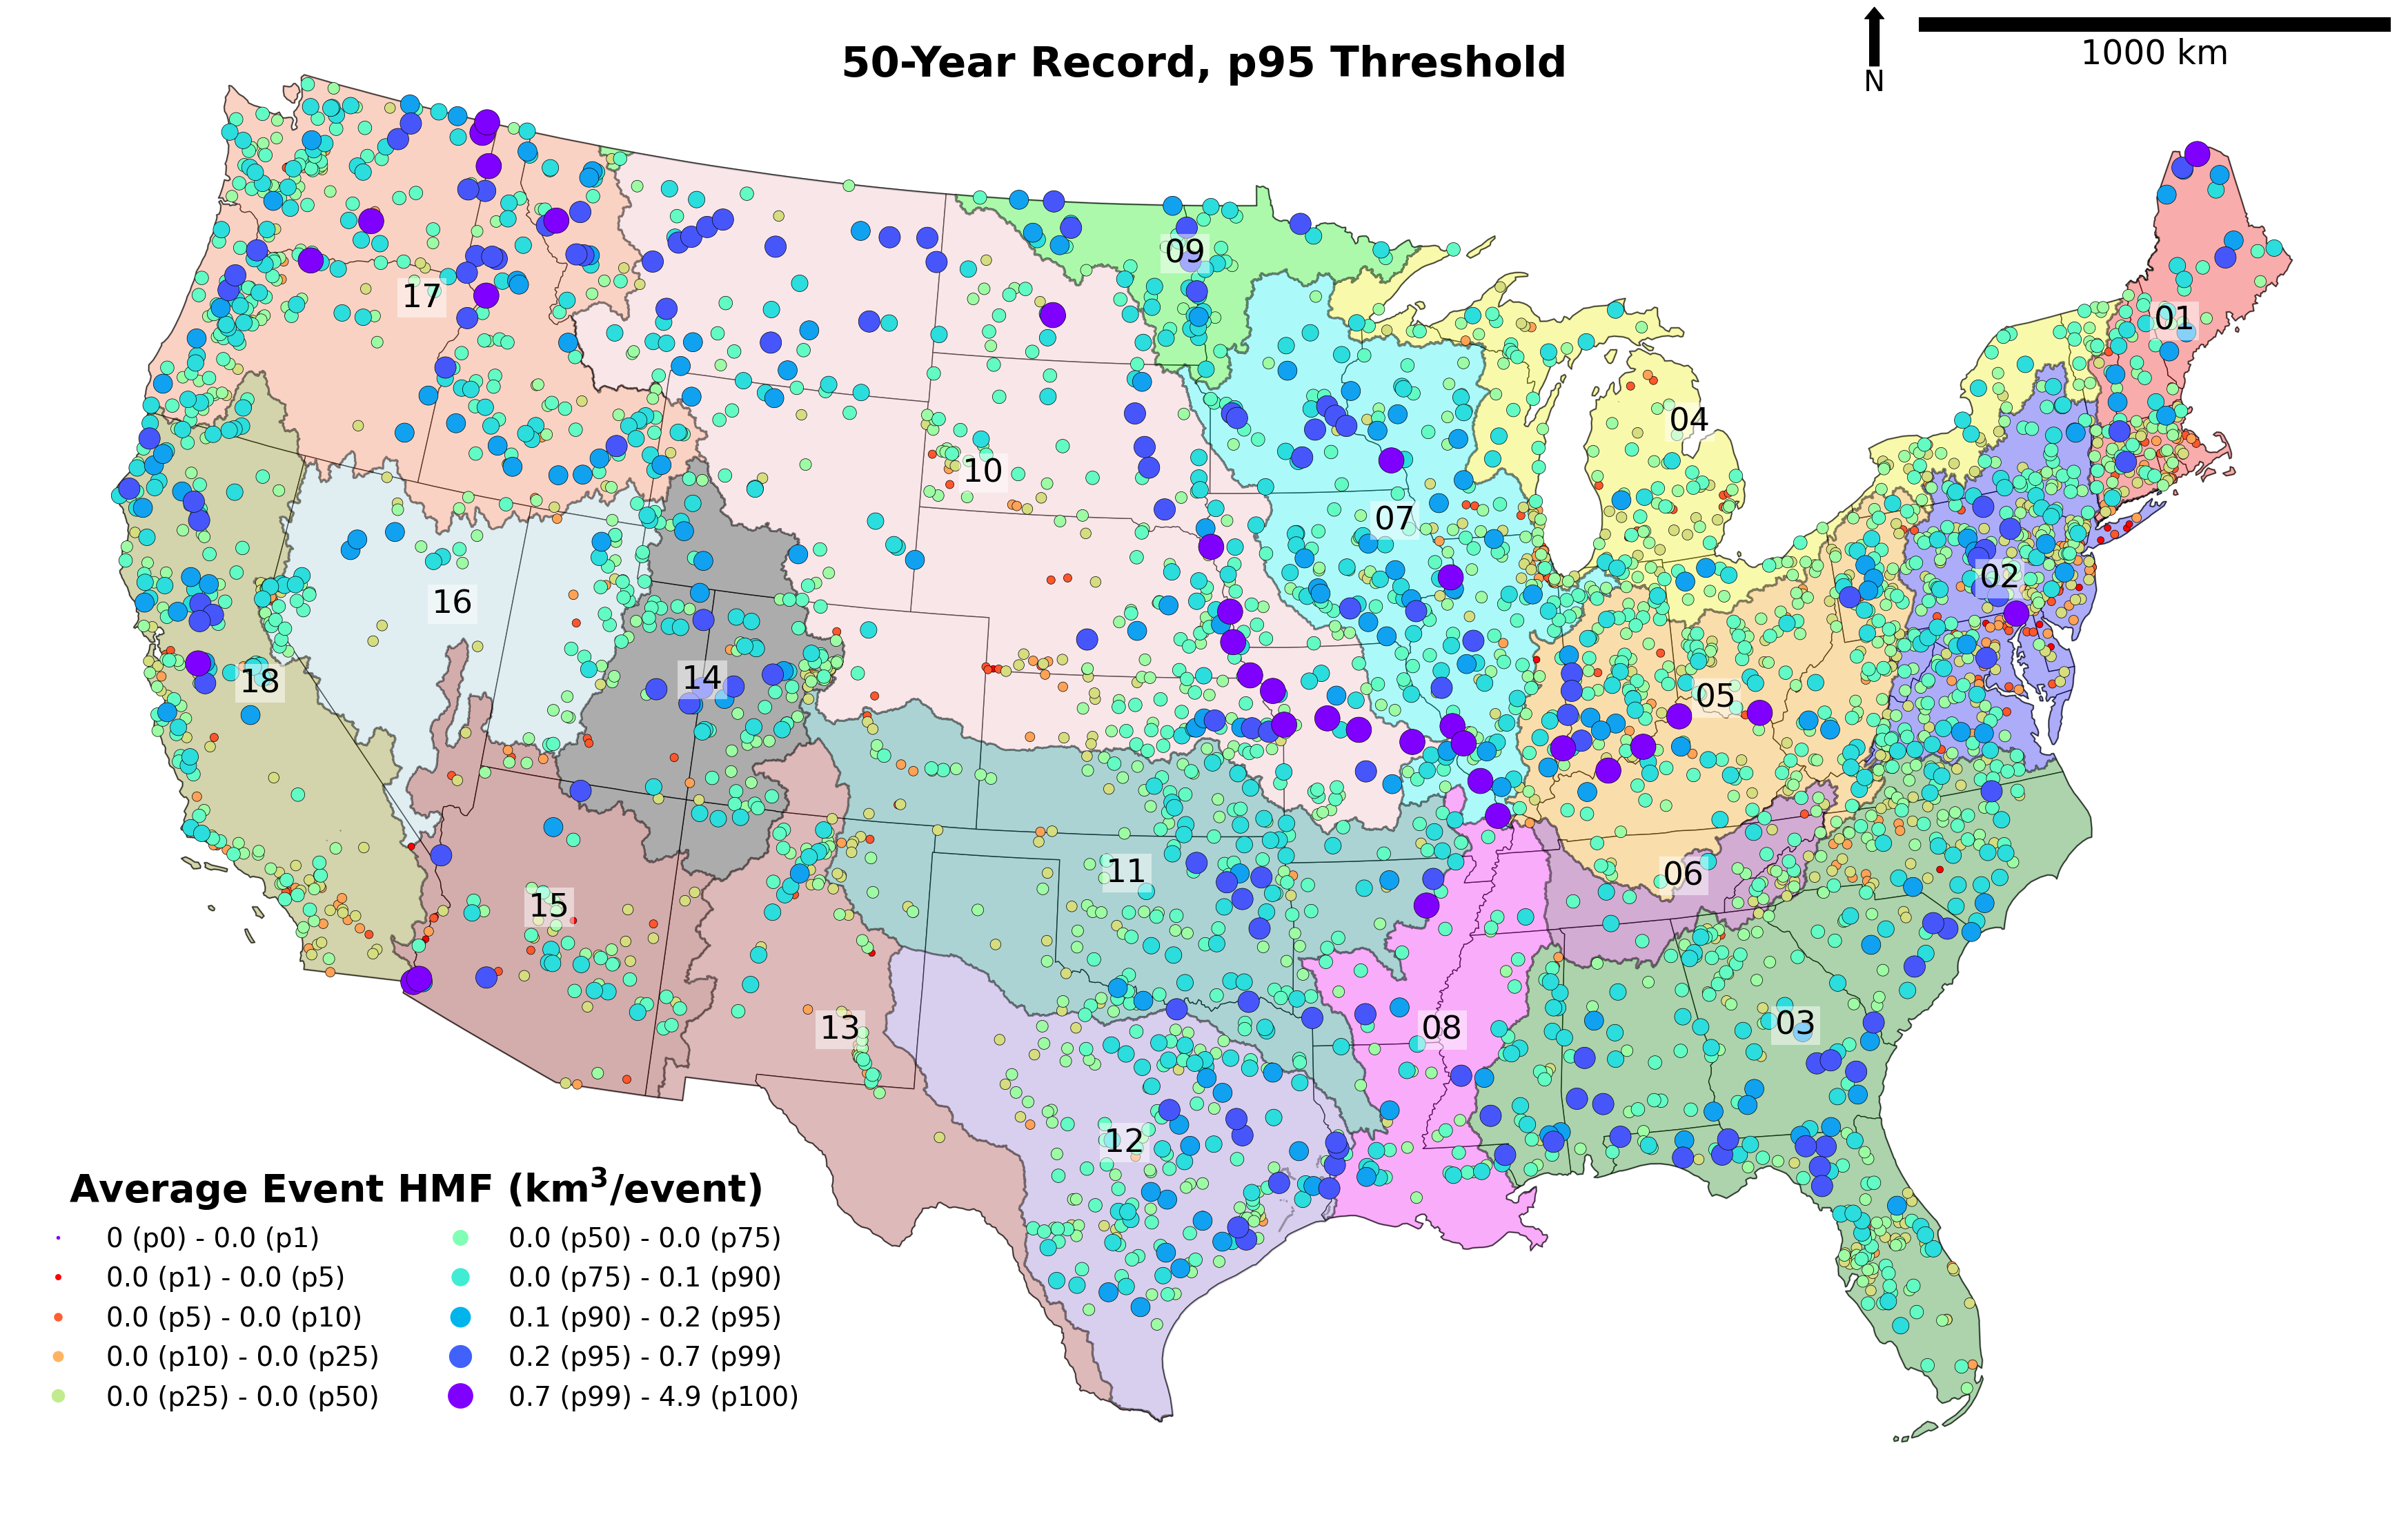 50-Year Record, p95 Threshold
N
1000 km
01
09
17
04
10
07
02
16
18
14
05
11
06
15
13
08
03
12
Average Event HMF (km³/event)
0 (p0) - 0.0 (p1)
0.0 (p1) - 0.0 (p5)
0.0 (p5) - 0.0 (p10)
0.0 (p10) - 0.0 (p25)
0.0 (p25) - 0.0 (p50)
0.0 (p50) - 0.0 (p75)
0.0 (p75) - 0.1 (p90)
0.1 (p90) - 0.2 (p95)
0.2 (p95) - 0.7 (p99)
0.7 (p99) - 4.9 (p100)